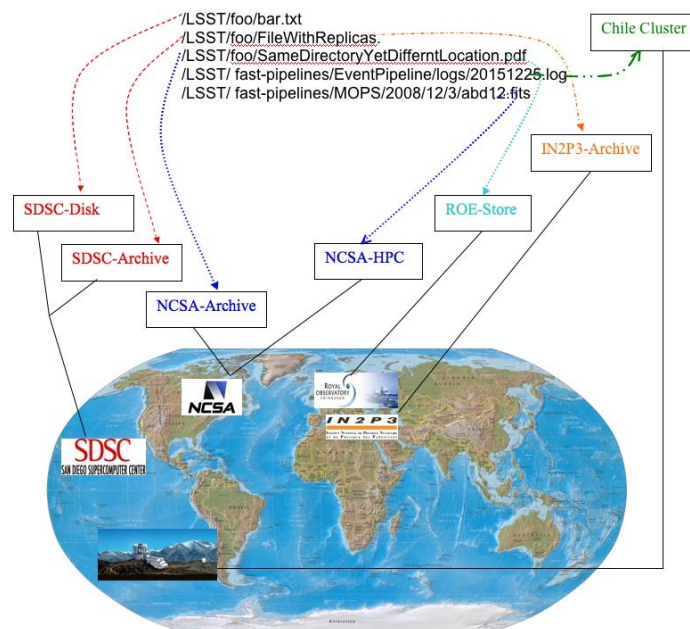 /LSST/foo/bar.txt
/LSST/foo/FileWithReplicas.
/LSST/foo/SameDirectoryYetDifferntLocation.pdf
/LSST/ fast-pipelines/EventPipeline/logs/20151225.log
/LSST/ fast-pipelines/MOPS/2008/12/3/abd12.fits
Chile Cluster
IN2P3-Archive
SDSC-Disk
ROE-Store
SDSC-Archive
NCSA-HPC
NCSA-Archive
NCSA
ROYAL
OBSERVATORY
EDINBURGH
IN2P3
SDSC
SAN DIEGO SUPERCOMPUTER CENTER